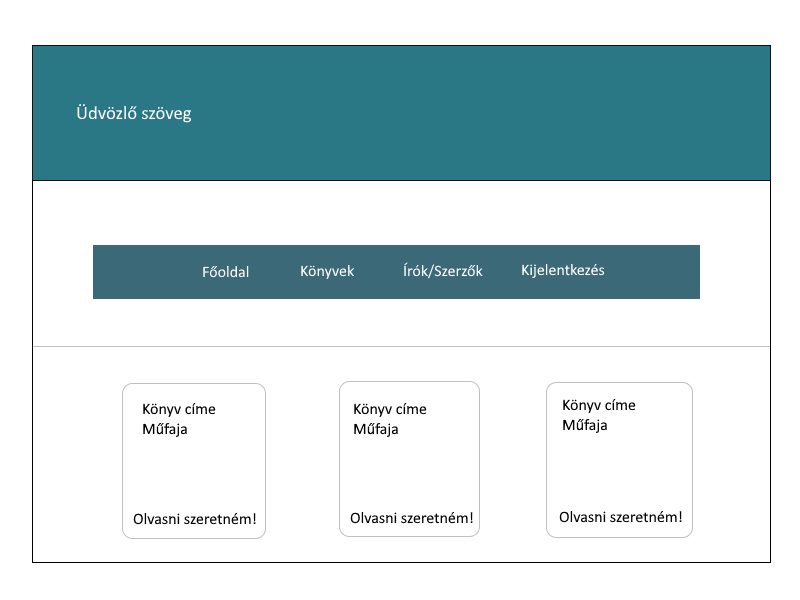 Üdvözlő szöveg
Főoldal Könyvek Írók/Szerzők Kijelentkezés
Könyv címe
Műfaja
Olvasni szeretném!
Könyv címe
Műfaja
Olvasni szeretném!
Könyv címe
Műfaja
Olvasni szeretném!